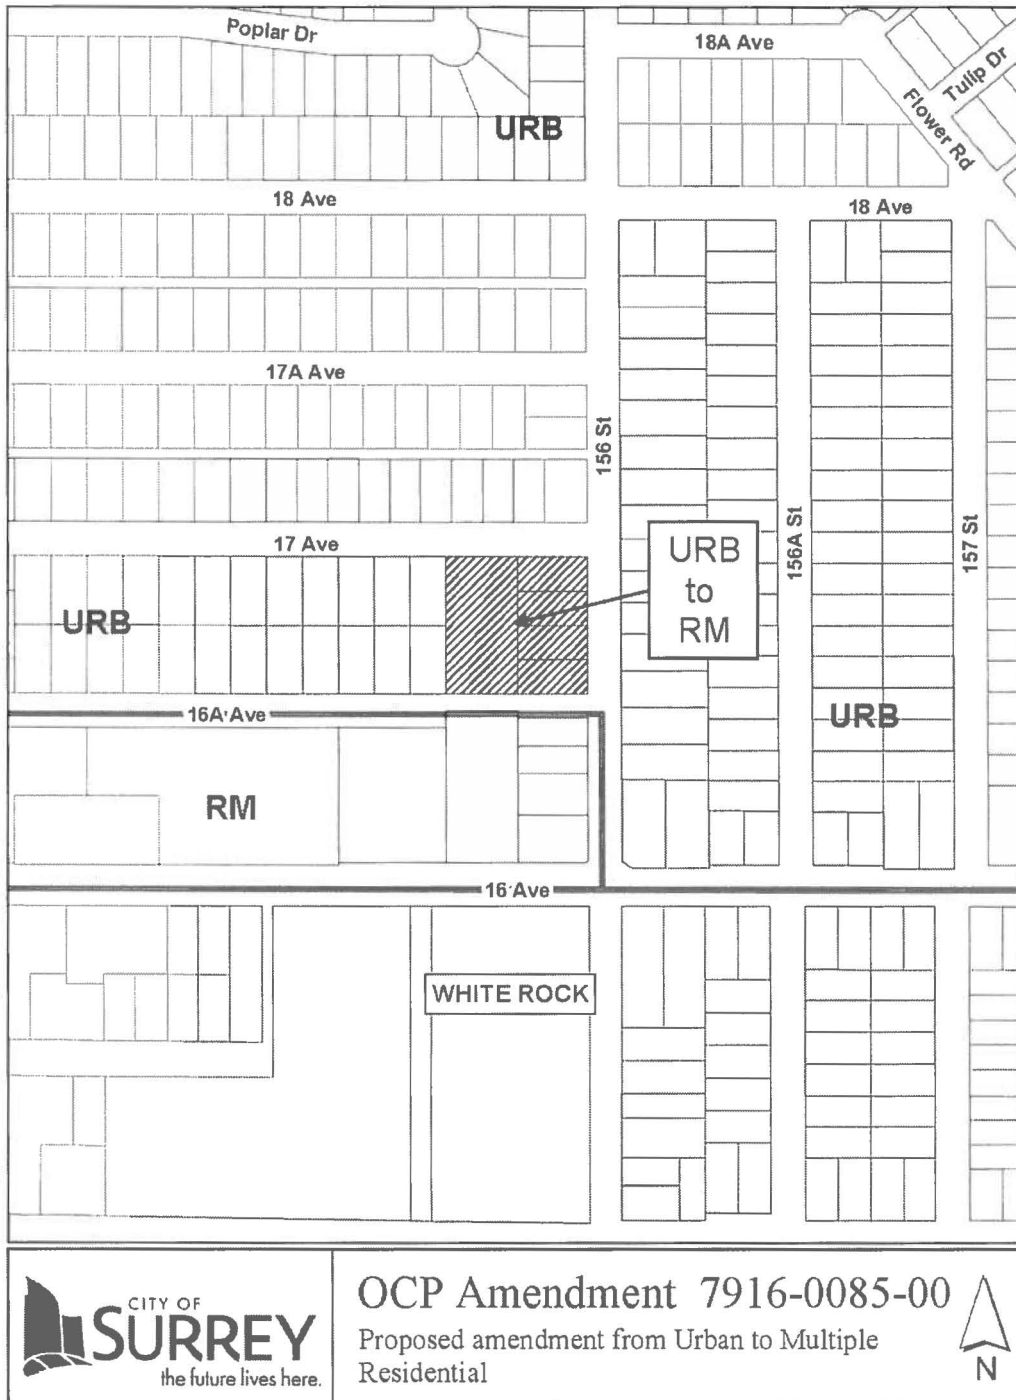 Poplar Dr
18A Ave
Tulip Dr
Flower Rd
URB
18 Ave
18 Ave
17A Ave
156 St
17 Ave
156A St
157 St
URB
to
RM
URB
16A Ave
URB
RM
16 Ave
WHITE ROCK
CITY OF
SURREY
the future lives here.
OCP Amendment 7916-0085-00
Proposed amendment from Urban to Multiple
Residential
N